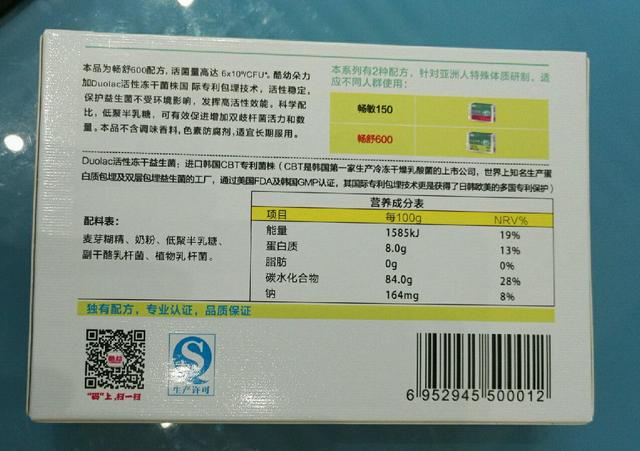 本品为畅舒600配方,活菌量高达 6x10⁹/CFU*。酷幼朵力
加Duolac活性冻干菌株国际专利包埋技术,活性稳定,
保护益生菌不受环境影响,发挥高活性效能。科学配
比,低聚半乳糖,可有效促进增加双歧杆菌活力和数
量。本品不含调味香料,色素防腐剂,适宜长期服用。
本系列有2种配方,针对亚洲人特殊体质研制,适
应不同人群使用:
畅敏150
畅舒600
Duolac活性冻干益生菌:进口韩国CBT专利菌株(CBT是韩国第一家生产冷冻干燥乳酸菌的上市公司,世界上知名生产蛋
白质包埋及双层包埋益生菌的工厂,通过美国FDA及韩国GMP认证,其国际专利包埋技术更是获得了日韩欧美的多国专利保护)
配料表:
麦芽糊精、奶粉、低聚半乳糖、
副干酪乳杆菌、植物乳杆菌。
营养成分表
项目 每100g NRV%
能量 1585kJ 19%
蛋白质 8.0g 13%
脂肪 0g 0%
碳水化合物 84.0g 28%
钠 164mg 8%
独有配方,专业认证,品质保证
"码"上,扫一扫
生产许可
6 952945 500012